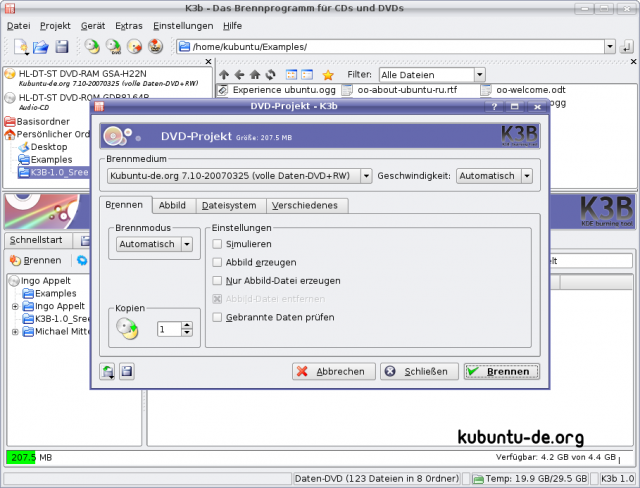 K3b - Das Brennprogramm für CDs und DVDs
Datei Projekt Gerät Extras Einstellungen Hilfe
/home/kubuntu/Examples/
HL-DT-ST DVD-RAM GSA-H22N
Kubuntu-de.org 7.10-20070325 (volle Daten-DVD+RW)
HL-DT-ST DVD-ROM GDR8164B
Audio-CD
Basisordner
Persönlicher Ord
Desktop
Examples
K3B-1.0_Sree
Filter: Alle Dateien
Experience ubuntu.ogg oo-about-ubuntu-ru.rtf oo-welcome.odt
ogg
DVD-Projekt - K3b
DVD-Projekt Größe: 207.5 MB
K3B
Brennmedium
Kubuntu-de.org 7.10-20070325 (volle Daten-DVD+RW) Geschwindigkeit: Automatisch
Brennen Abbild Dateisystem Verschiedenes
Brennmodus
Automatisch
Kopien
1
Einstellungen
Simulieren
Abbild erzeugen
Nur Abbild-Datei erzeugen
Abbild-Datei entfernen
Gebrannte Daten prüfen
Abbrechen Schließen Brennen
K3B
Schnellstart
Brennen
elt
Ingo Appelt
Examples
Ingo Appelt
K3B-1.0_Sree
Michael Mitte
kubuntu-de.org
207.5 MB
Verfügbar: 4.2 GB von 4.4 GB
Daten-DVD (123 Dateien in 8 Ordner) Temp: 19.9 GB/29.5 GB K3b 1.0